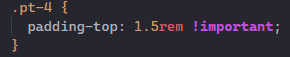 .pt-4 {
  padding-top: 1.5rem !important;
}